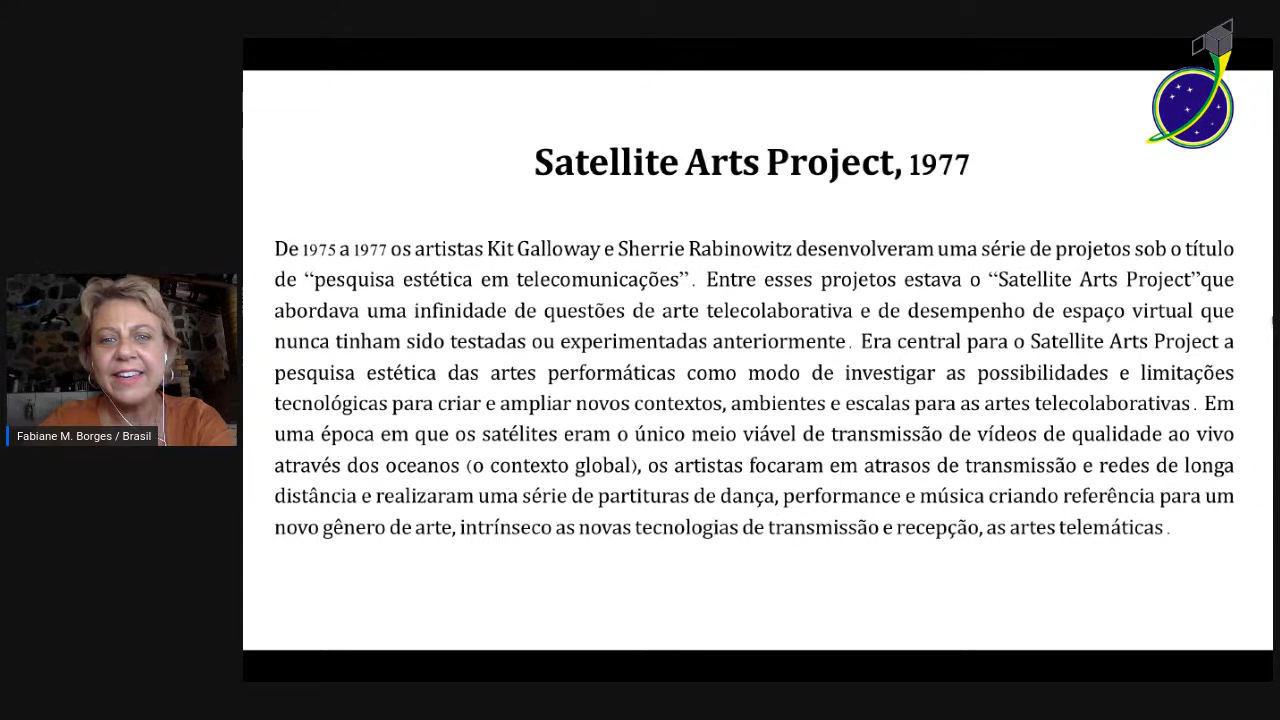 Satellite Arts Project, 1977
De 1975 a 1977 os artistas Kit Galloway e Sherrie Rabinowitz desenvolveram uma série de projetos sob o título
de “pesquisa estética em telecomunicações”. Entre esses projetos estava o “Satellite Arts Project”que
abordava uma infinidade de questões de arte telecolaborativa e de desempenho de espaço virtual que
nunca tinham sido testadas ou experimentadas anteriormente. Era central para o Satellite Arts Project a
pesquisa estética das artes performáticas como modo de investigar as possibilidades e limitações
tecnológicas para criar e ampliar novos contextos, ambientes e escalas para as artes telecolaborativas. Em
uma época em que os satélites eram o único meio viável de transmissão de vídeos de qualidade ao vivo
através dos oceanos (o contexto global), os artistas focaram em atrasos de transmissão e redes de longa
distância e realizaram uma série de partituras de dança, performance e música criando referência para um
novo gênero de arte, intrínseco as novas tecnologias de transmissão e recepção, as artes telemáticas.
Fabiane M. Borges / Brasil